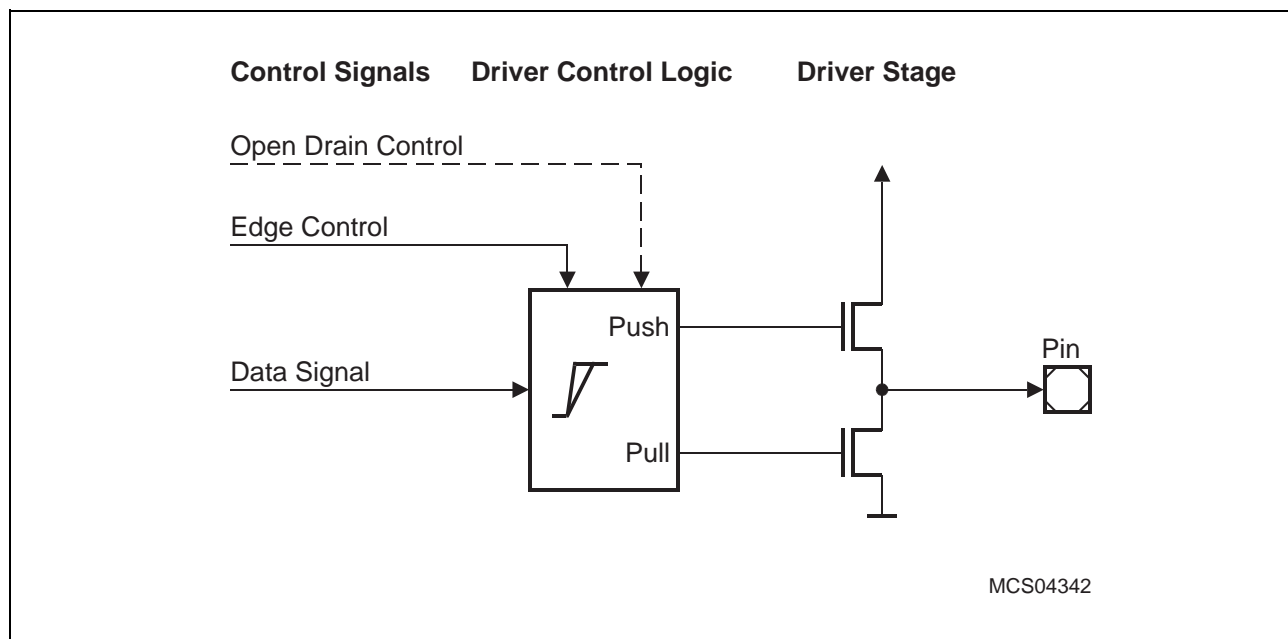 Control Signals Driver Control Logic Driver Stage
Open Drain Control
Edge Control
Push
Pin
Data Signal
Pull
MCS04342